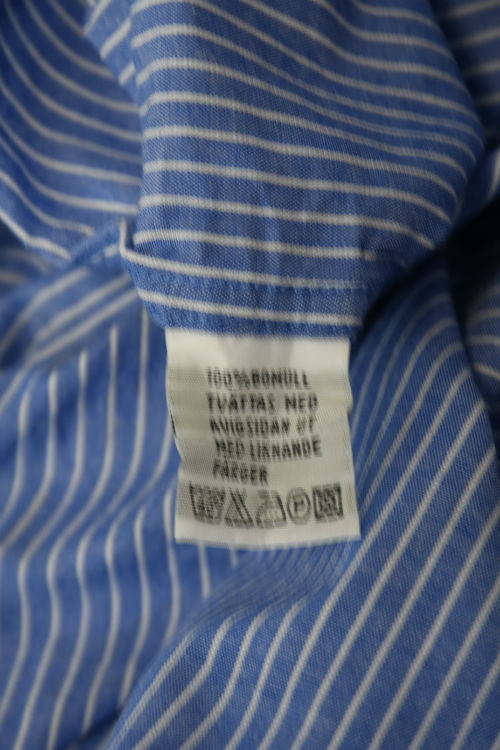 100% BOMULL
TVÄTTAS MED
AVIGSIDAN UT
MED LIKNANDE
FÄRGER